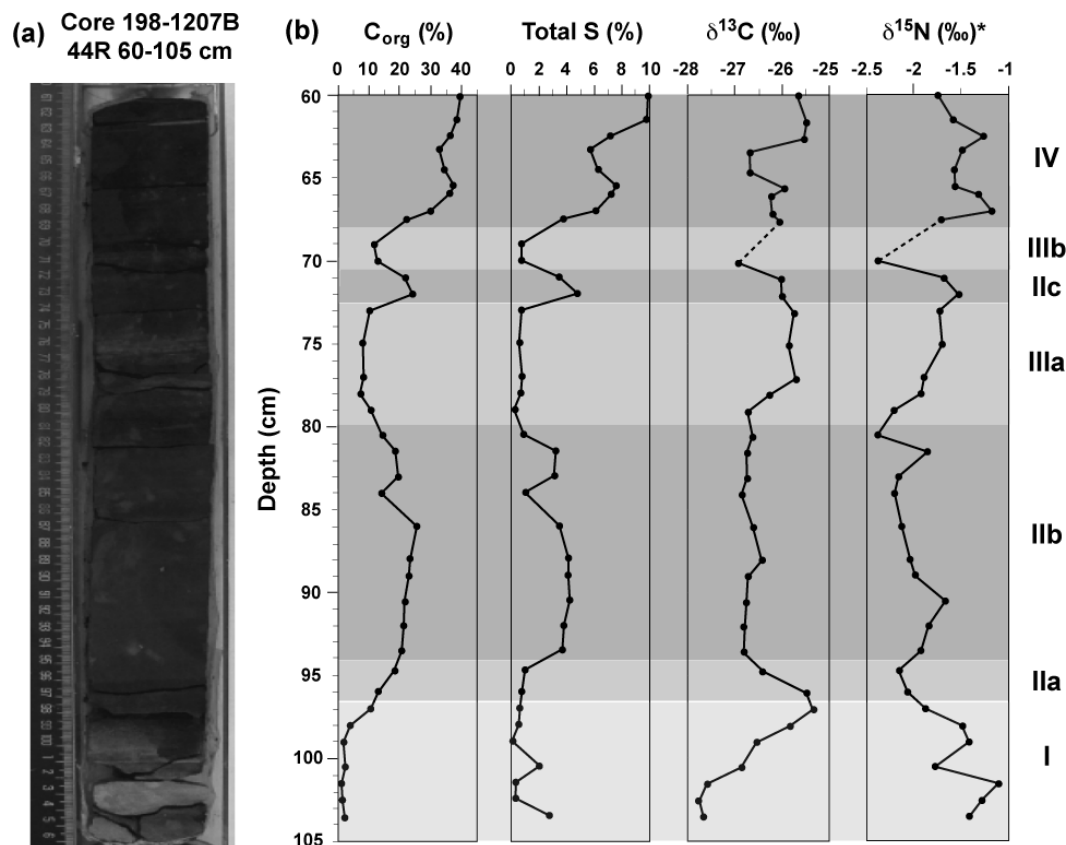 (a) Core 198-1207B
44R 60-105 cm
(b)
C_org (%) Total S (%) δ13C (‰) δ15N (‰)*
0 10 20 30 40 0 2 4 6 8 10 -28 -27 -26 -25 -2.5 -2 -1.5 -1
60
65
70
75
80
85
90
95
100
105
Depth (cm)
IV
IIIb
IIc
IIIa
IIb
IIa
I